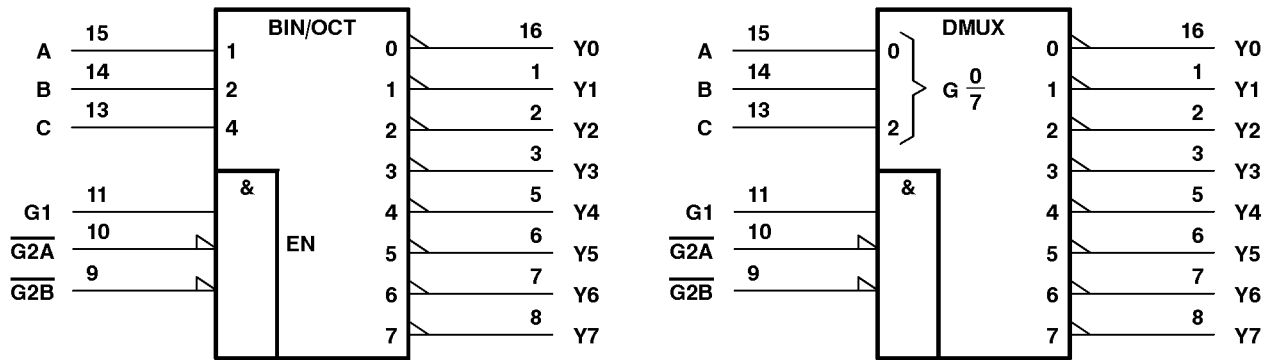 BIN/OCT
A 15 1
B 14 2
C 13 4
&
G1 11
G2A 10
EN
G2B 9
0 16 Y0
1 1 Y1
2 2 Y2
3 3 Y3
4 5 Y4
5 6 Y5
6 7 Y6
7 8 Y7
DMUX
A 15 0
B 14
C 13 2
G 0/7
&
G1 11
G2A 10
G2B 9
0 16 Y0
1 1 Y1
2 2 Y2
3 3 Y3
4 5 Y4
5 6 Y5
6 7 Y6
7 8 Y7